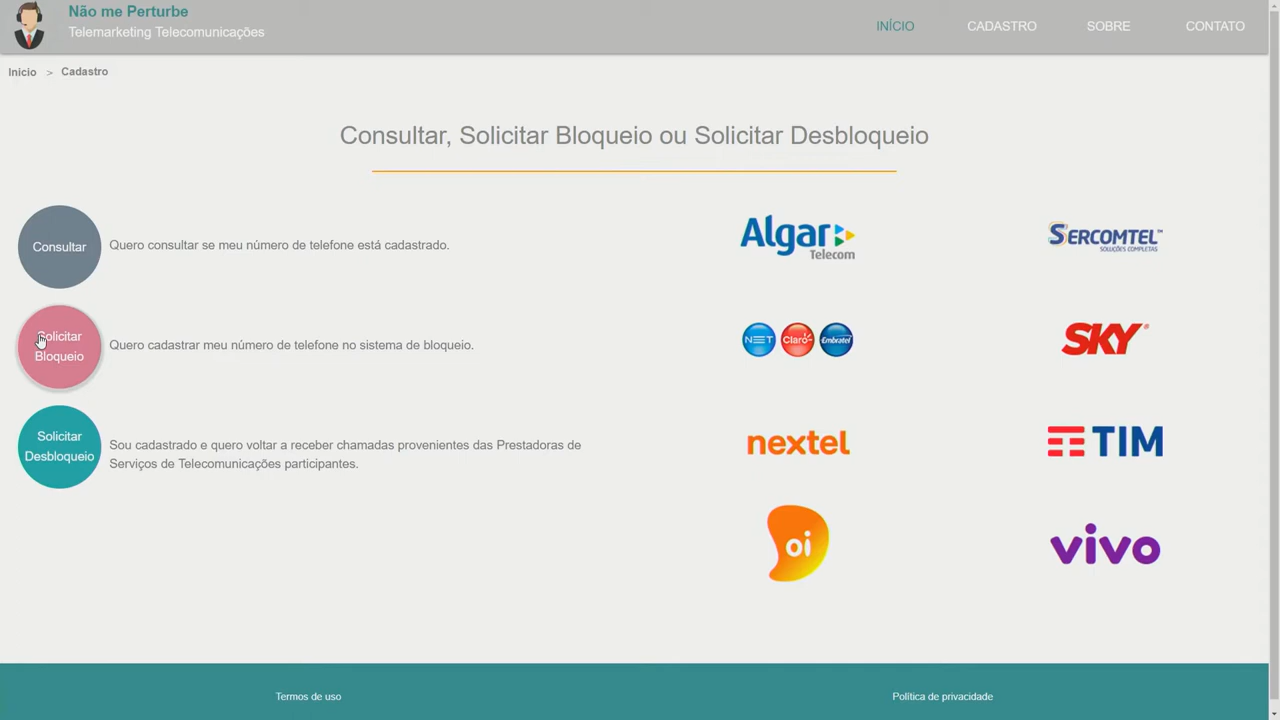 Não me Perturbe
Telemarketing Telecomunicações
INÍCIO
CADASTRO
SOBRE
CONTATO
Inicio > Cadastro
Consultar, Solicitar Bloqueio ou Solicitar Desbloqueio
Consultar
Quero consultar se meu número de telefone está cadastrado.
Solicitar
Bloqueio
Quero cadastrar meu número de telefone no sistema de bloqueio.
Solicitar
Desbloqueio
Sou cadastrado e quero voltar a receber chamadas provenientes das Prestadoras de
Serviços de Telecomunicações participantes.
Algar
Telecom
SERCOMTEL
SOLUÇÕES COMPLETAS
NET
Claro
Embratel
SKY
nextel
TIM
oi
vivo
Termos de uso
Política de privacidade